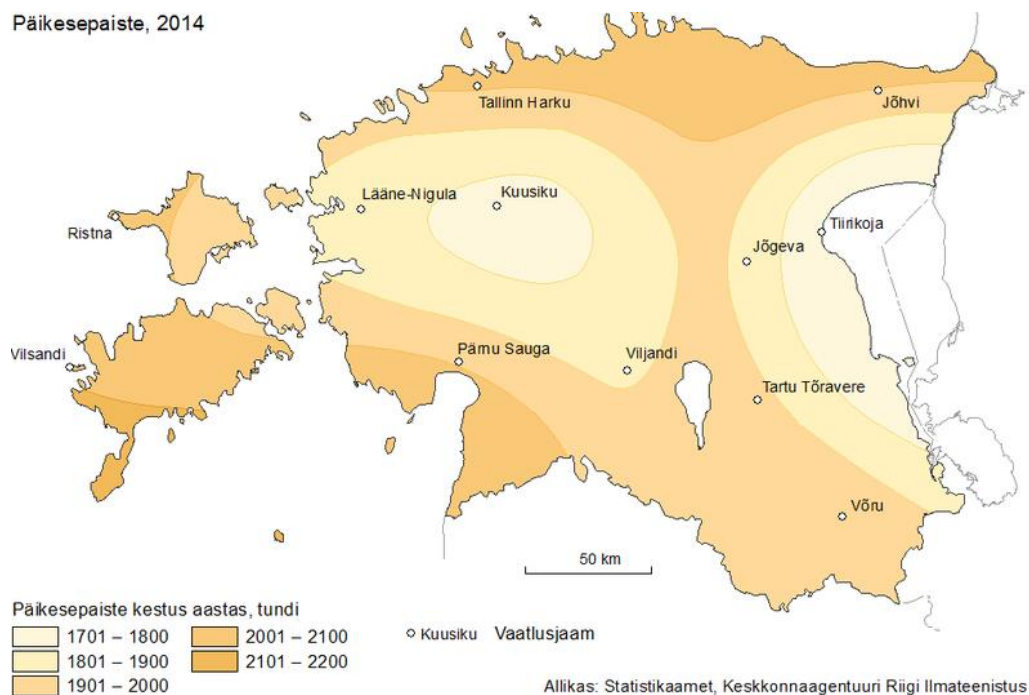 Päikesepaiste, 2014
Tallinn Harku
Jõhvi
Lääne-Nigula
Kuusiku
Ristna
Tiirikoja
Jõgeva
Vilsandi
Pärnu Sauga
Viljandi
Tartu Tõravere
Võru
50 km
Päikesepaiste kestus aastas, tundi
1701 – 1800
2001 – 2100
Kuusiku Vaatlusjaam
1801 – 1900
2101 – 2200
1901 – 2000
Allikas: Statistikaamet, Keskkonnaagentuuri Riigi Ilmateenistus